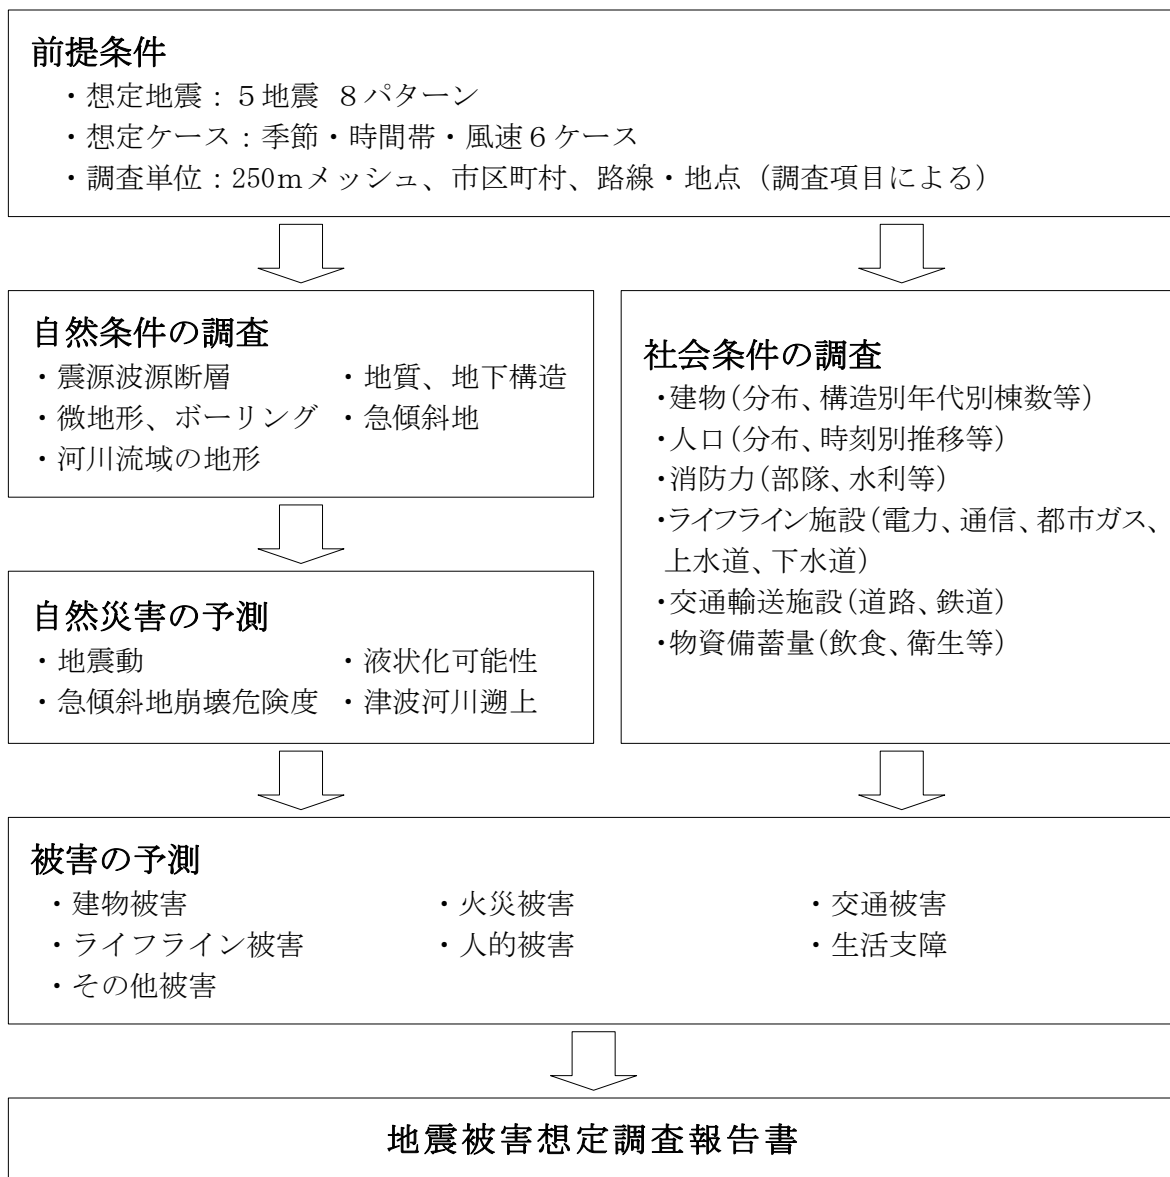 前提条件
・想定地震：５地震 ８パターン
・想定ケース：季節・時間帯・風速６ケース
・調査単位：250ｍメッシュ、市区町村、路線・地点（調査項目による）
自然条件の調査
・震源波源断層 ・地質、地下構造
・微地形、ボーリング ・急傾斜地
・河川流域の地形
自然災害の予測
・地震動 ・液状化可能性
・急傾斜地崩壊危険度 ・津波河川遡上
社会条件の調査
・建物（分布、構造別年代別棟数等）
・人口（分布、時刻別推移等）
・消防力（部隊、水利等）
・ライフライン施設（電力、通信、都市ガス、
上水道、下水道）
・交通輸送施設（道路、鉄道）
・物資備蓄量（飲食、衛生等）
被害の予測
・建物被害 ・火災被害 ・交通被害
・ライフライン被害 ・人的被害 ・生活支障
・その他被害
地震被害想定調査報告書